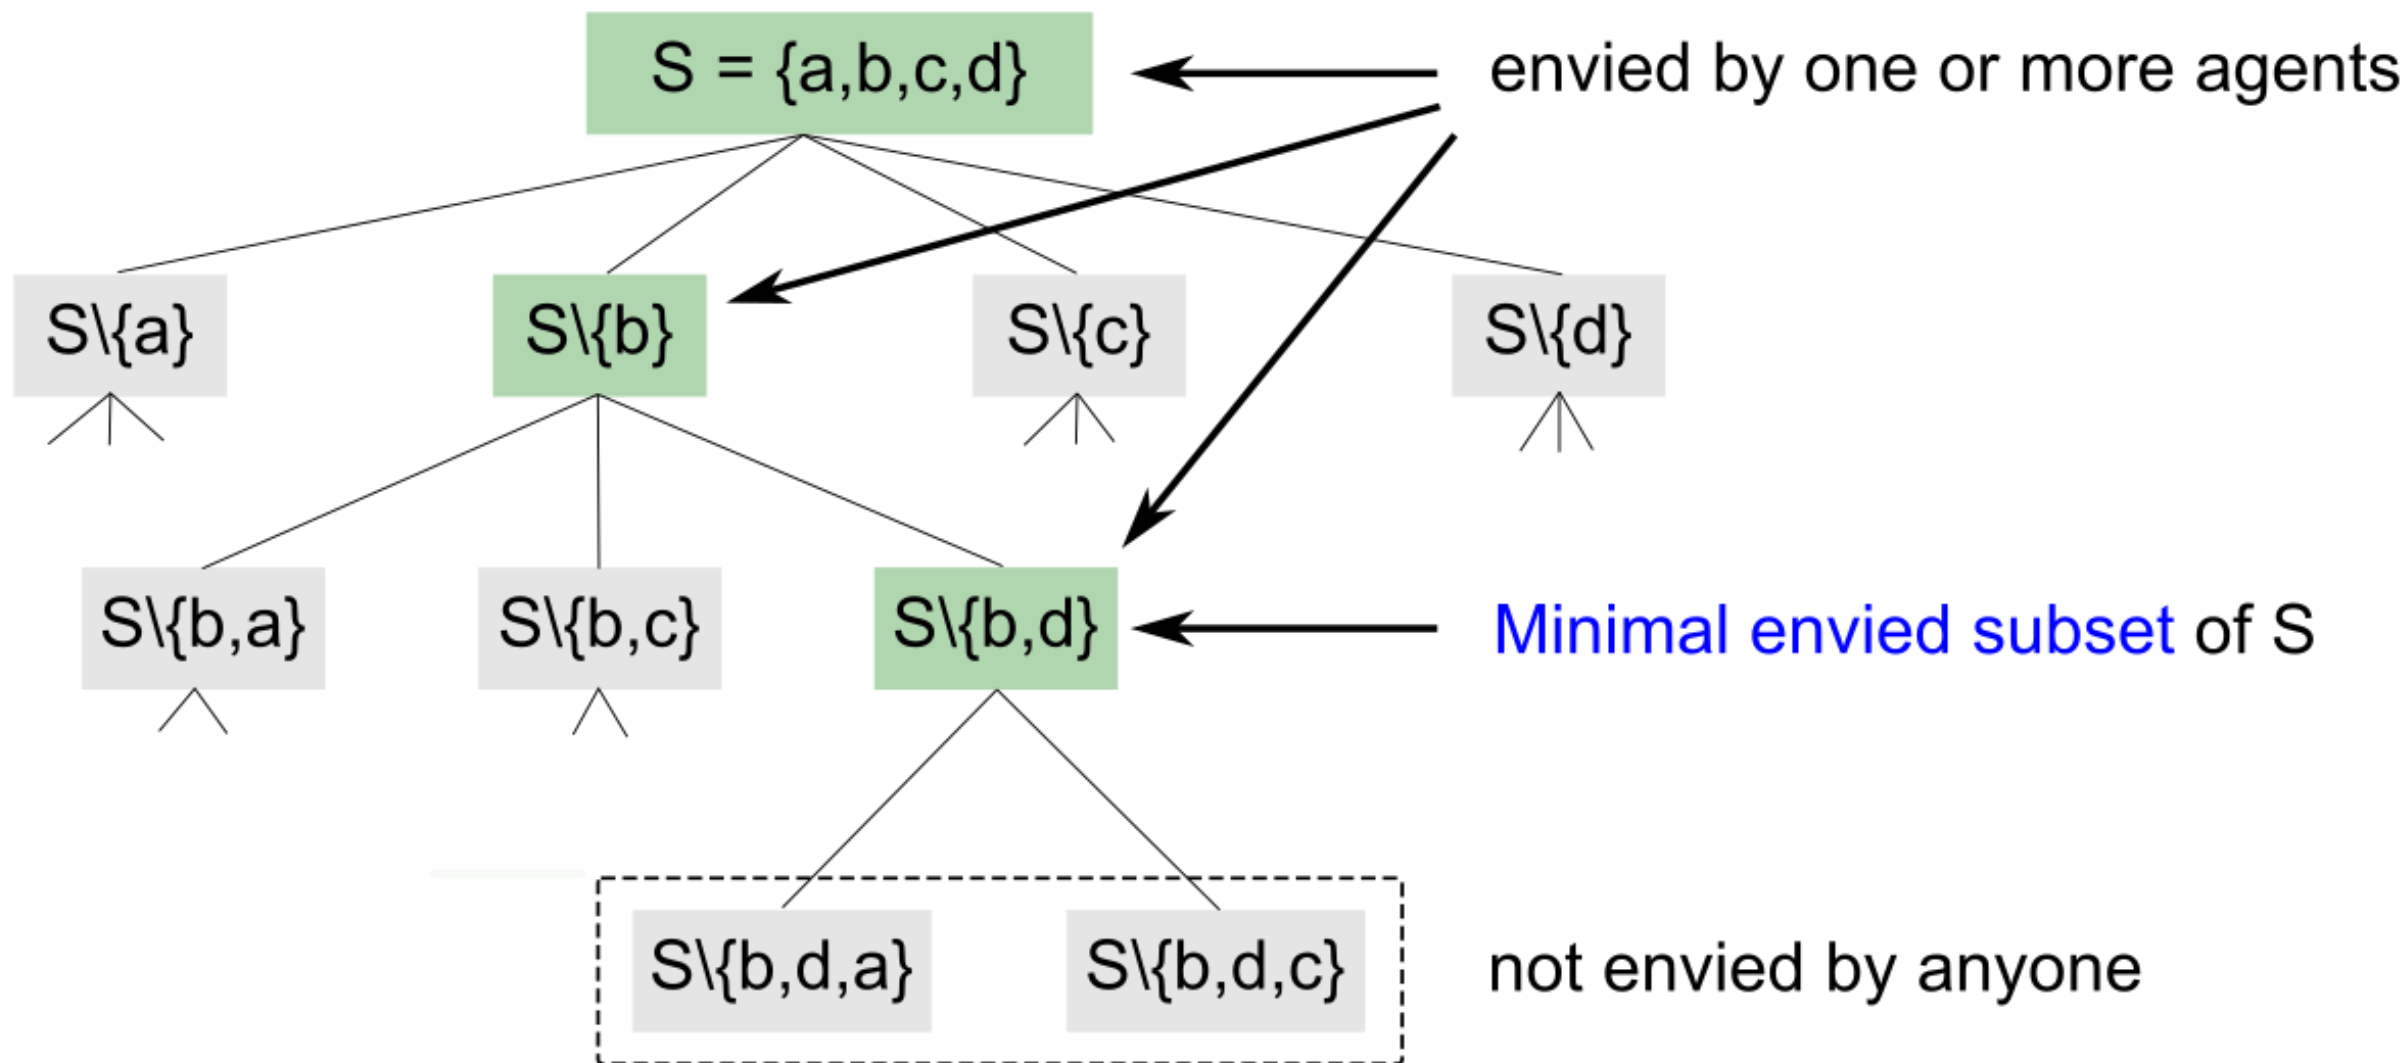 S = {a,b,c,d}
envied by one or more agents
S\{a}
S\{b}
S\{c}
S\{d}
S\{b,a}
S\{b,c}
S\{b,d}
Minimal envied subset of S
S\{b,d,a}
S\{b,d,c}
not envied by anyone